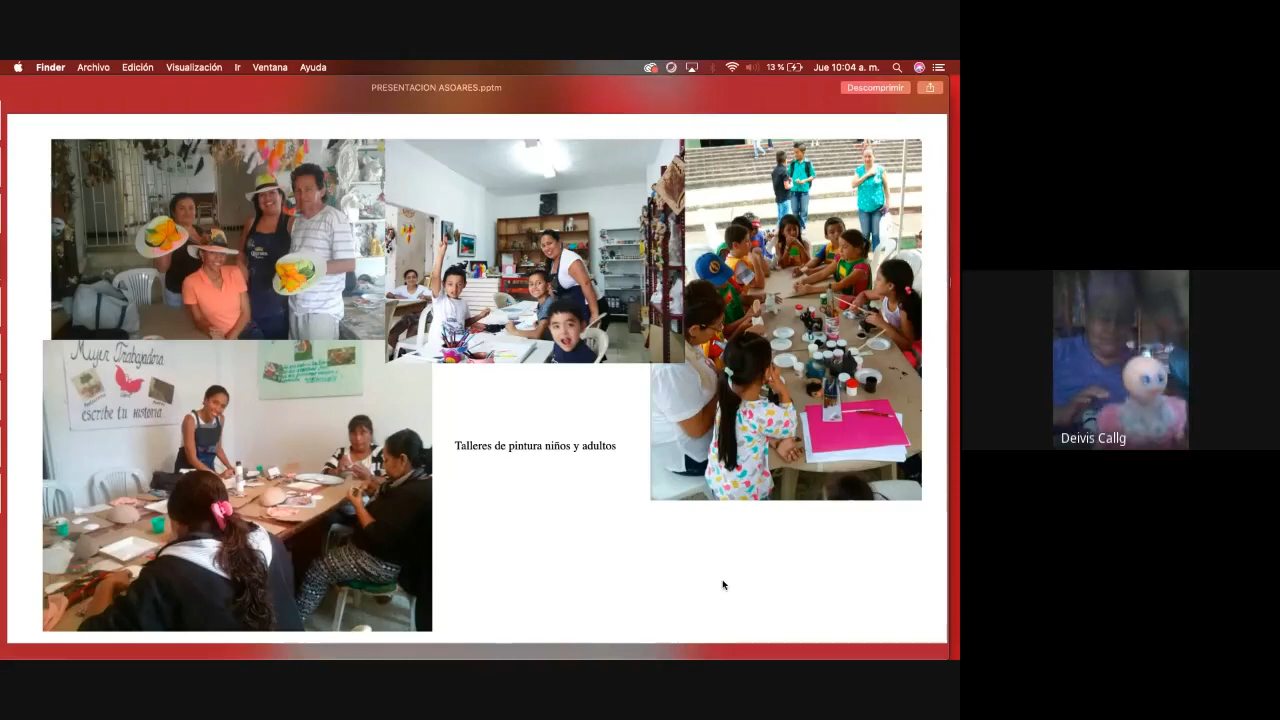 Finder Archivo Edición Visualización Ir Ventana Ayuda 13 % Jue 10:04 a. m.
PRESENTACION ASOARES.pptm
Descomprimir
Mujer Trabajadora
escribe tu Historia
Talleres de pintura niños y adultos
Deivis Callg